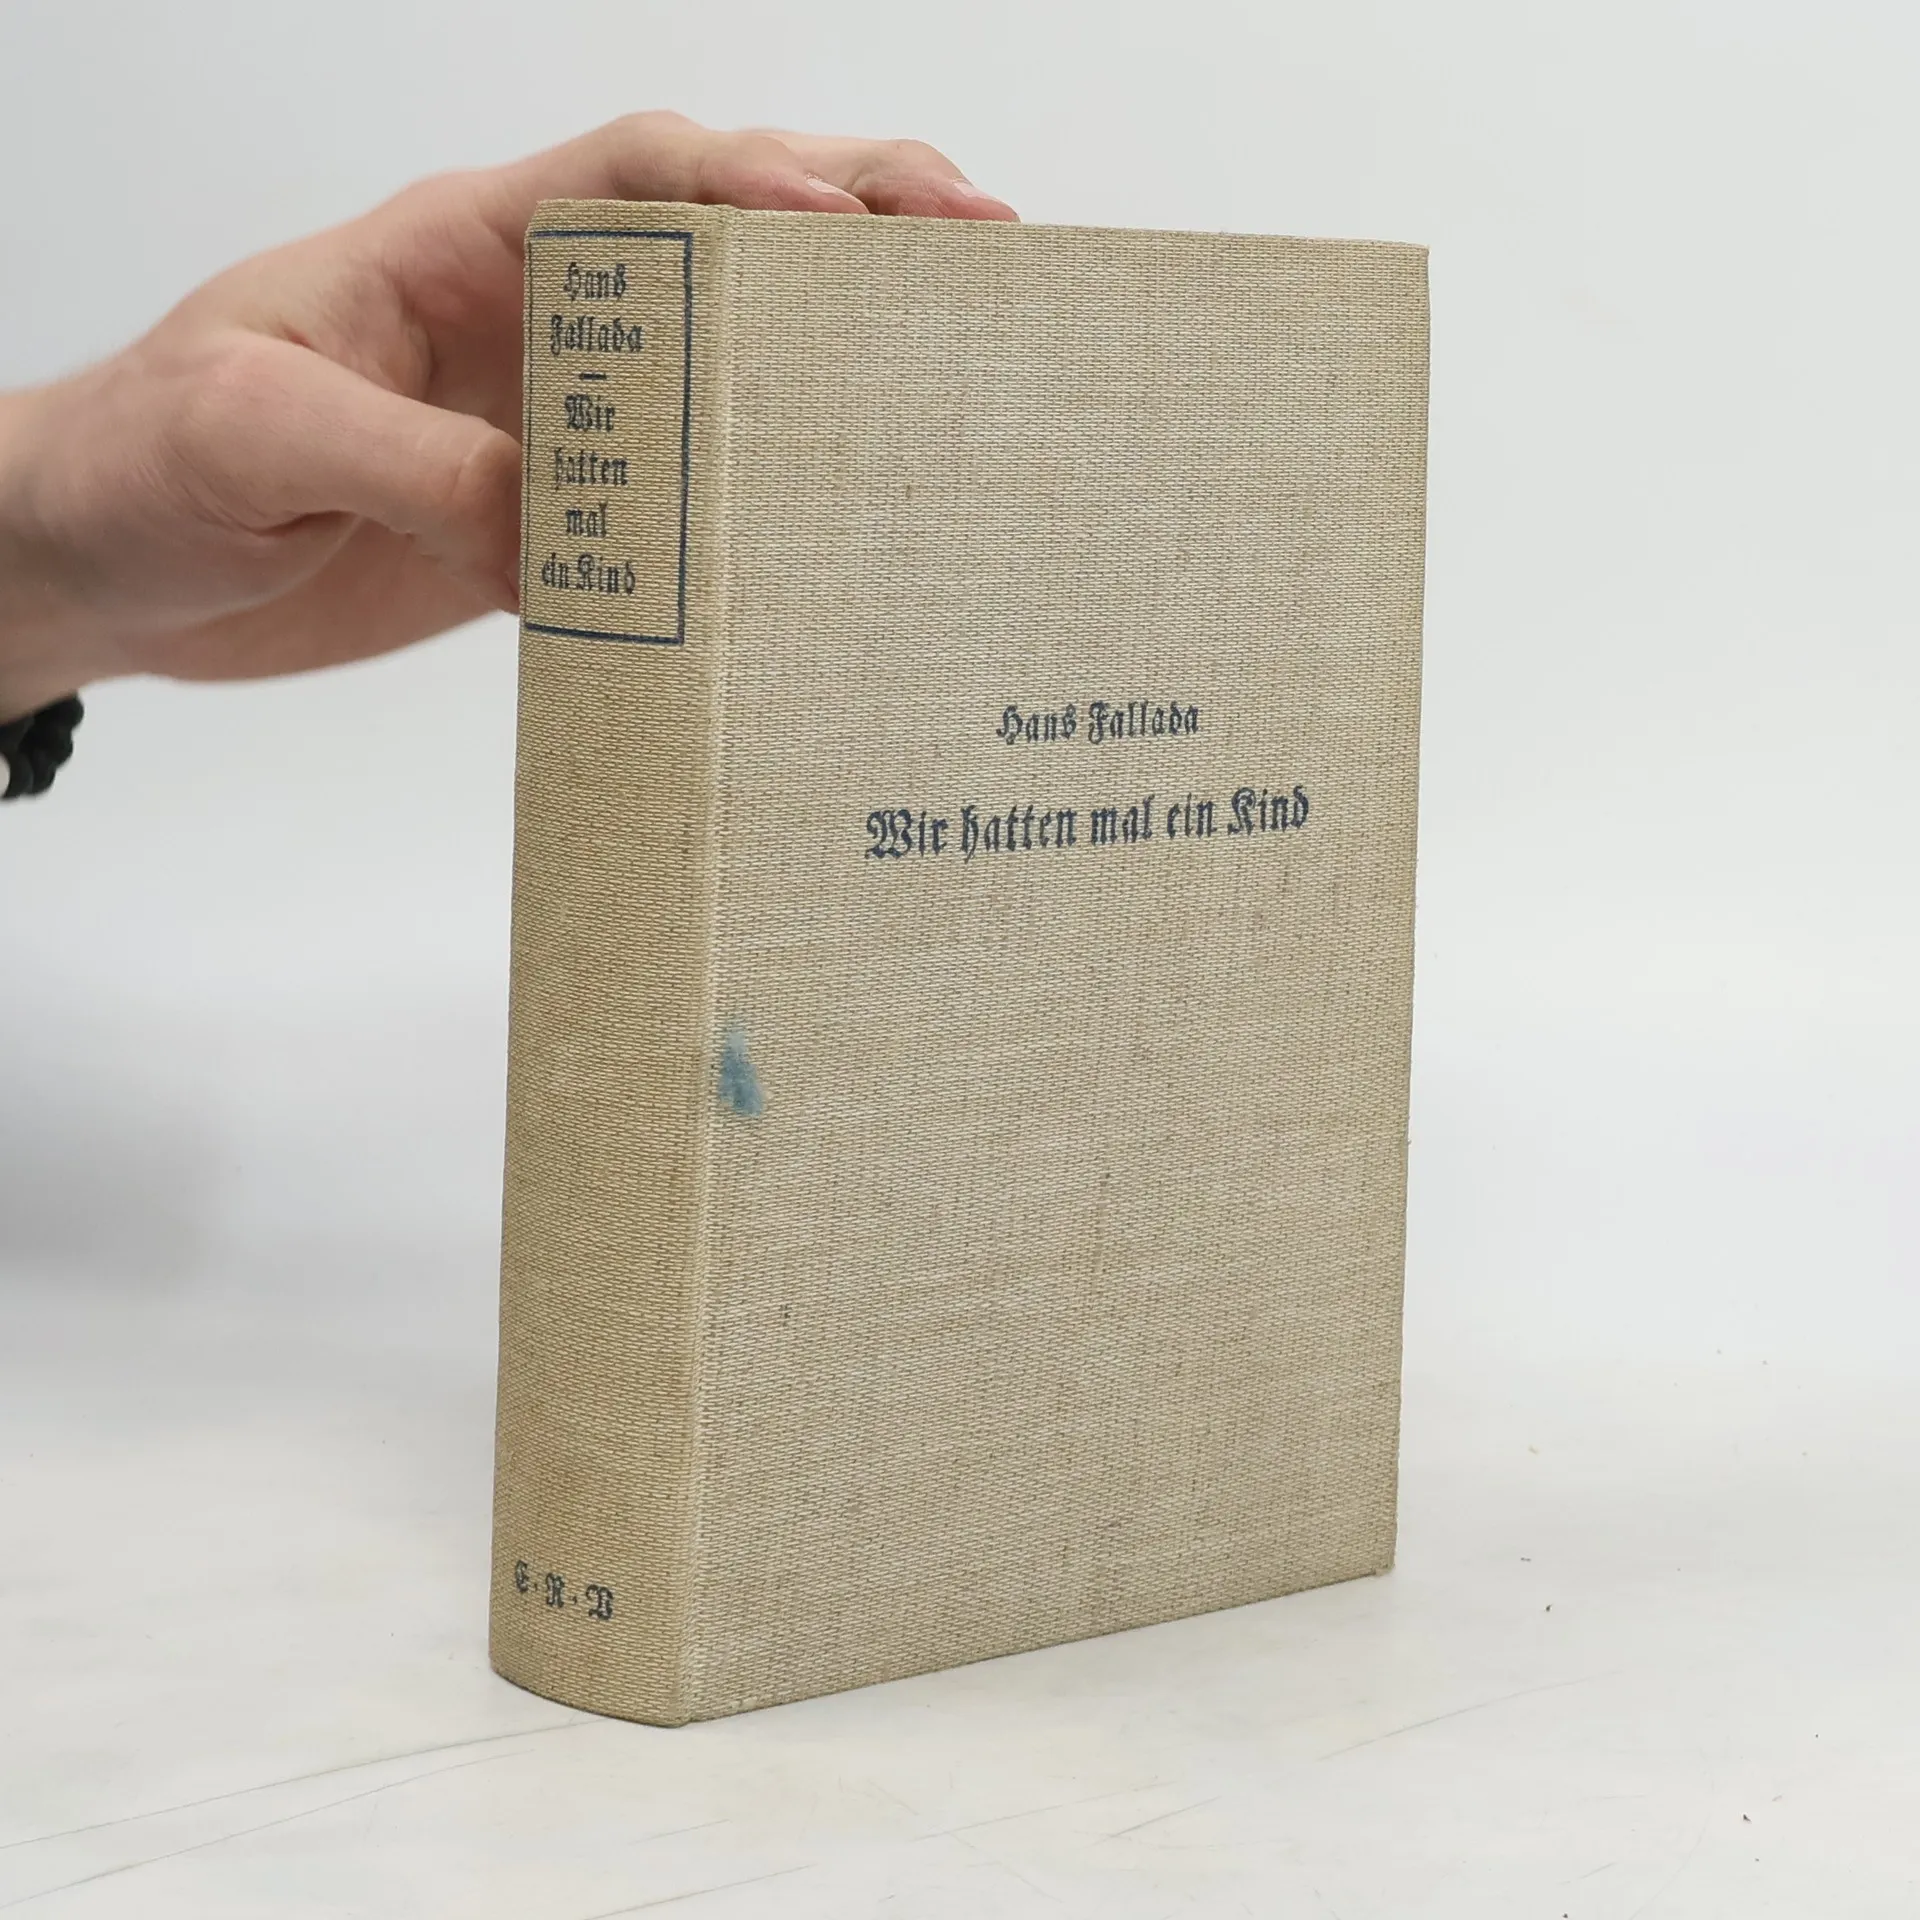 Hans
Fallada
—
Wir
hatten
mal
ein Kind
E. R. V
Hans Fallada
Wir hatten mal ein Kind